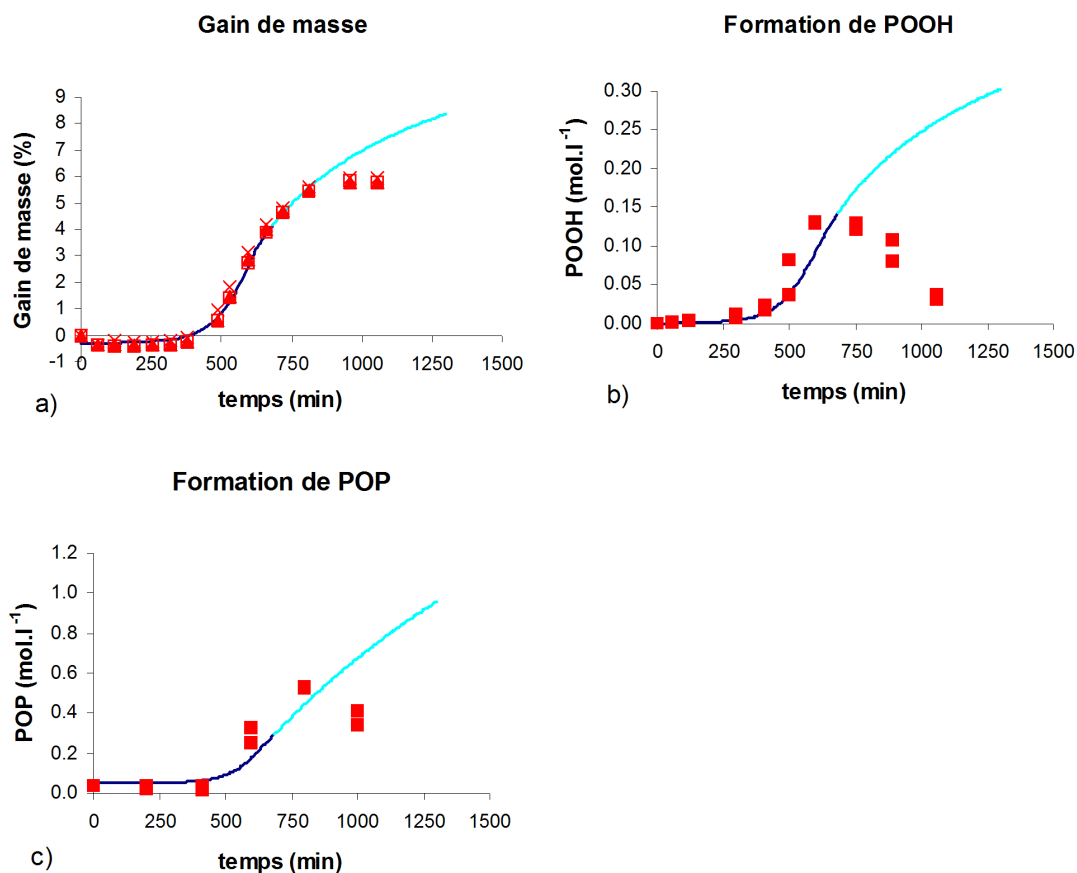 Gain de masse
Gain de masse (%)
9
8
7
6
5
4
3
2
1
0
-1
0 250 500 750 1000 1250 1500
temps (min)
a)
Formation de POOH
POOH (mol.l⁻¹)
0.30
0.25
0.20
0.15
0.10
0.05
0.00
0 250 500 750 1000 1250 1500
temps (min)
b)
Formation de POP
POP (mol.l⁻¹)
1.2
1.0
0.8
0.6
0.4
0.2
0.0
0 250 500 750 1000 1250 1500
temps (min)
c)